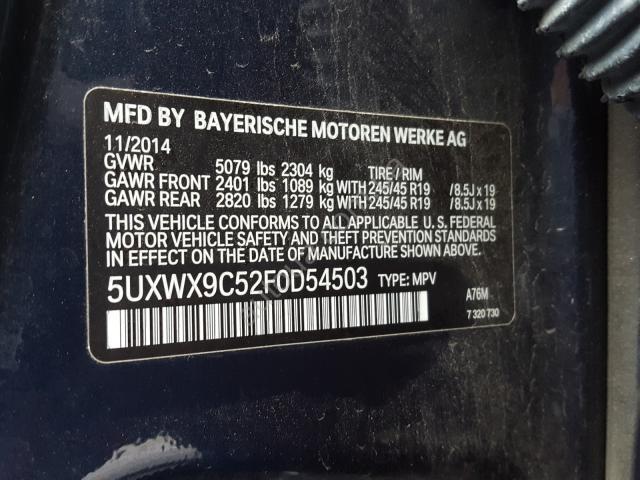 MFD BY BAYERISCHE MOTOREN WERKE AG
11/2014
GVWR 5079 lbs 2304 kg TIRE / RIM
GAWR FRONT 2401 lbs 1089 kg WITH 245/45 R19 /8.5J x 19
GAWR REAR 2820 lbs 1279 kg WITH 245/45 R19 /8.5J x 19
THIS VEHICLE CONFORMS TO ALL APPLICABLE U. S. FEDERAL
MOTOR VEHICLE SAFETY AND THEFT PREVENTION STANDARDS
IN EFFECT ON THE DATE OF MANUFACTURE SHOWN ABOVE.
5UXWX9C52F0D54503 TYPE: MPV
A76M
7 320 730